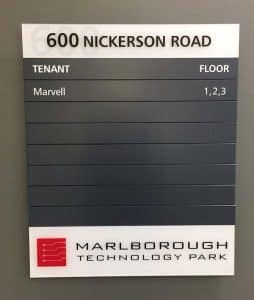 600 NICKERSON ROAD
TENANT FLOOR
Marvell 1,2,3
MARLBOROUGH
TECHNOLOGY PARK